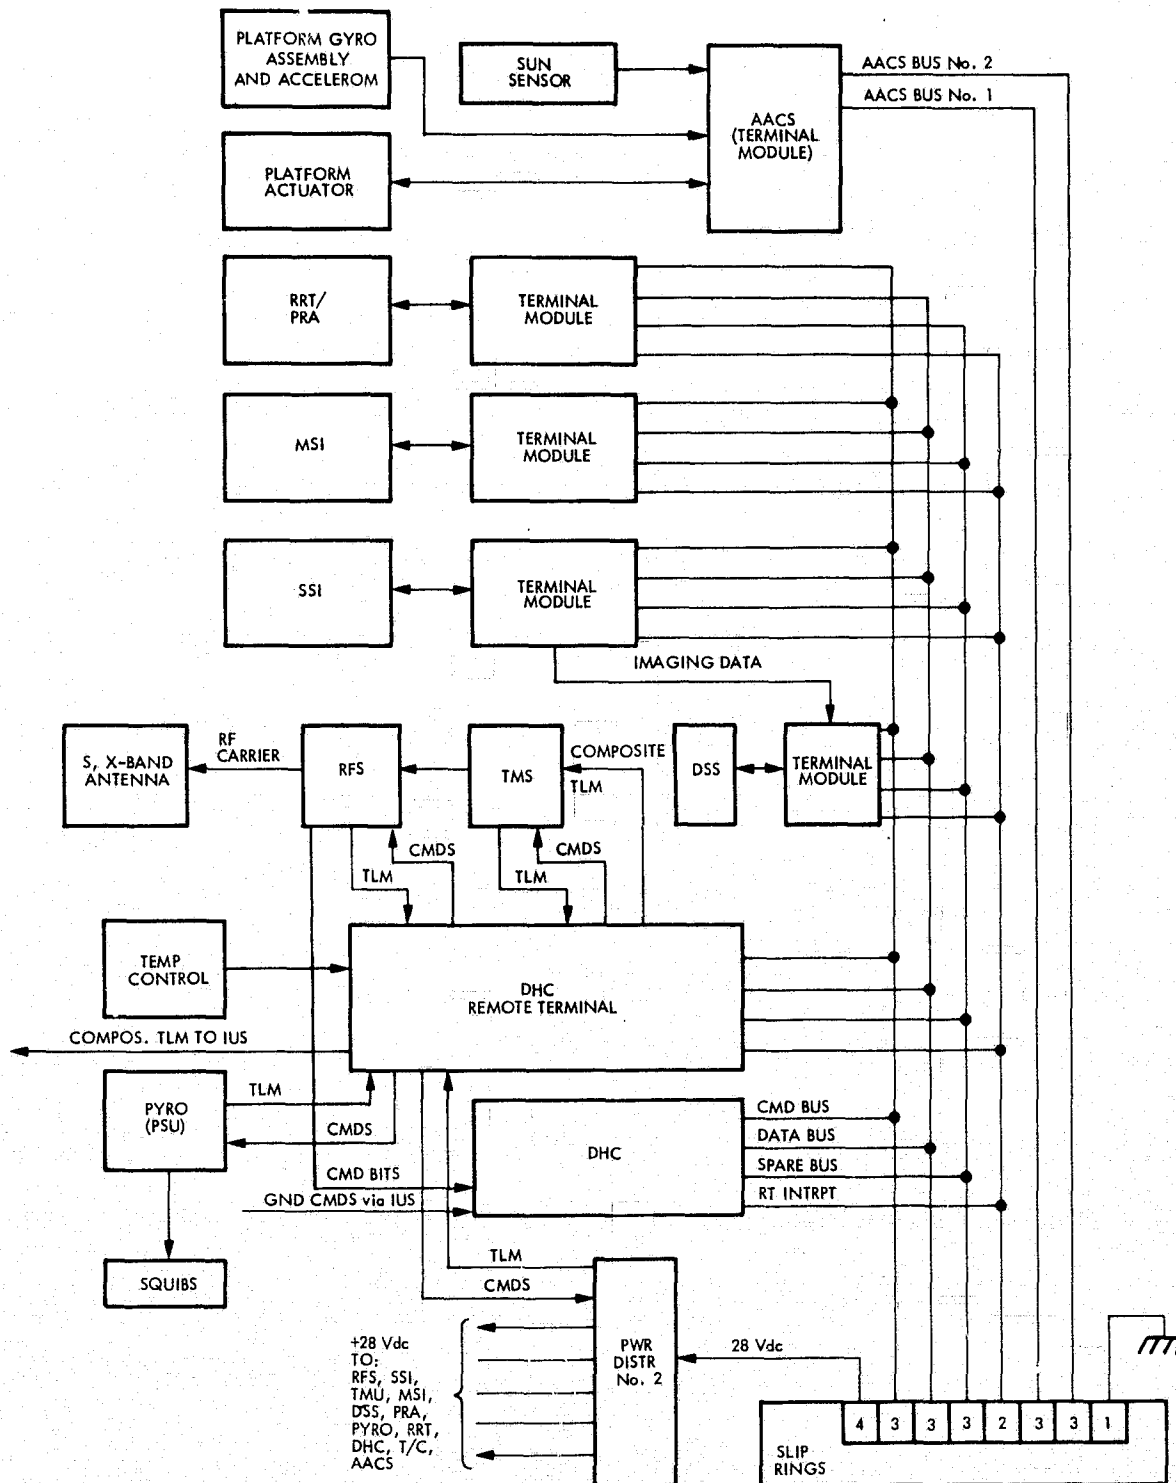 PLATFORM GYRO
ASSEMBLY
AND ACCELEROM
SUN
SENSOR
AACS
(TERMINAL
MODULE)
AACS BUS No. 2
AACS BUS No. 1
PLATFORM
ACTUATOR
RRT/
PRA
TERMINAL
MODULE
MSI
TERMINAL
MODULE
SSI
TERMINAL
MODULE
IMAGING DATA
S, X-BAND
ANTENNA
RF
CARRIER
RFS
TMS
COMPOSITE
TLM
DSS
TERMINAL
MODULE
CMDS
TLM
CMDS
TLM
TEMP
CONTROL
DHC
REMOTE TERMINAL
COMPOS. TLM TO IUS
PYRO
(PSU)
TLM
CMDS
DHC
CMD BUS
DATA BUS
SPARE BUS
RT INTRPT
CMD BITS
GND CMDS via IUS
SQUIBS
TLM
CMDS
+28 Vdc
TO:
RFS, SSI,
TMU, MSI,
DSS, PRA,
PYRO, RRT,
DHC, T/C,
AACS
PWR
DISTR
No. 2
28 Vdc
4 3 3 3 2 3 3 1
SLIP
RINGS